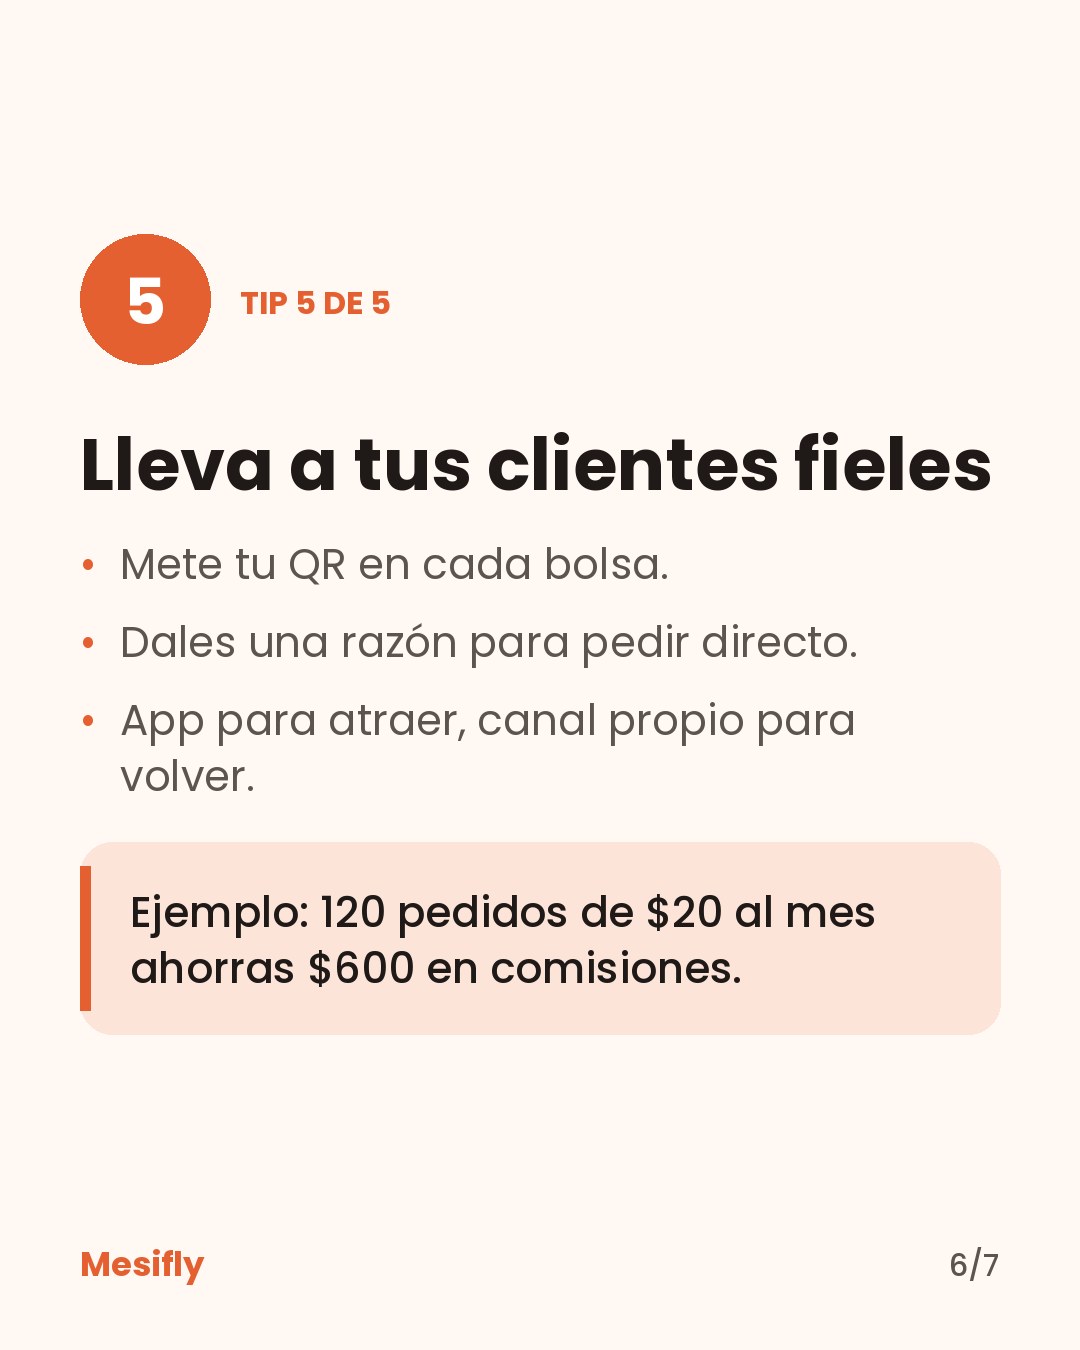 5
TIP 5 DE 5
Lleva a tus clientes fieles
• Mete tu QR en cada bolsa.
• Dales una razón para pedir directo.
• App para atraer, canal propio para
volver.
Ejemplo: 120 pedidos de $20 al mes
ahorras $600 en comisiones.
Mesifly
6/7